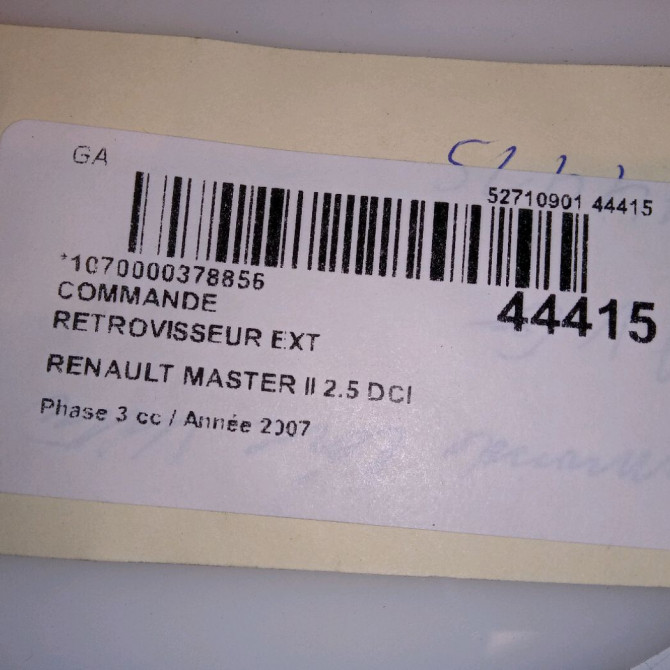 GA
52710901 44415
*1070000378856
44415
COMMANDE
RETROVISSEUR EXT
RENAULT MASTER II 2.5 DCI
Phase 3 cc / Année 2007